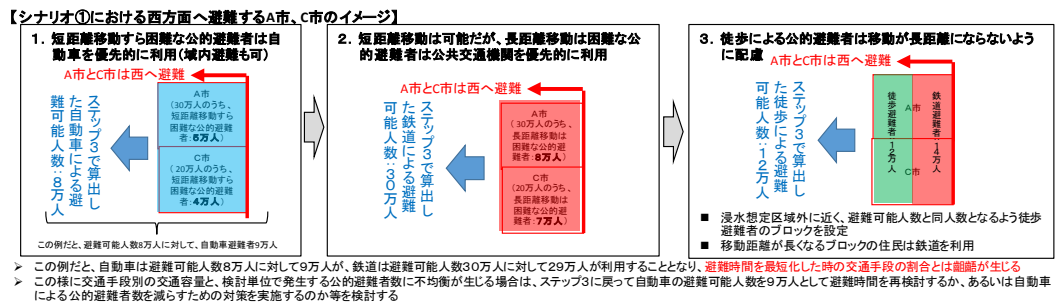 【シナリオ①における西方面へ避難するA市、C市のイメージ】
1．短距離移動すら困難な公的避難者は自
動車を優先的に利用（域内避難も可）
A市とC市は西へ避難
ステップ3で算出し
た自動車による避
難可能人数：8万人
A市
（30万人のうち、
短距離移動すら
困難な公的避難
者：5万人）
C市
（20万人のうち、
短距離移動すら
困難な公的避難
者：4万人）
この例だと、避難可能人数8万人に対して、自動車避難者9万人
2．短距離移動は可能だが、長距離移動は困難な公
的避難者は公共交通機関を優先的に利用
A市とC市は西へ避難
ステップ3で算出し
た鉄道による避難
可能人数：30万人
A市
（30万人のうち、
長距離移動は
困難な公的避
難者：8万人）
C市
（20万人のうち、
長距離移動は
困難な公的避
難者：7万人）
3．徒歩による公的避難者は移動が長距離にならないよう
に配慮
A市とC市は西へ避難
ステップ3で算出し
た徒歩による避難
可能人数：12万人
徒歩避難者 12万人
A市
C市
鉄道避難者 14万人
■ 浸水想定区域外に近く、避難可能人数と同人数となるよう徒歩
避難者のブロックを設定
■ 移動距離が長くなるブロックの住民は鉄道を利用
➢ この例だと、自動車は避難可能人数8万人に対して9万人が、鉄道は避難可能人数30万人に対して29万人が利用することとなり、避難時間を最短化した時の交通手段の割合とは齟齬が生じる
➢ この様に交通手段別の交通容量と、検討単位で発生する公的避難者数に不均衡が生じる場合は、ステップ3に戻って自動車の避難可能人数を9万人として避難時間を再検討するか、あるいは自動車
による公的避難者数を減らすための対策を実施するのか等を検討する